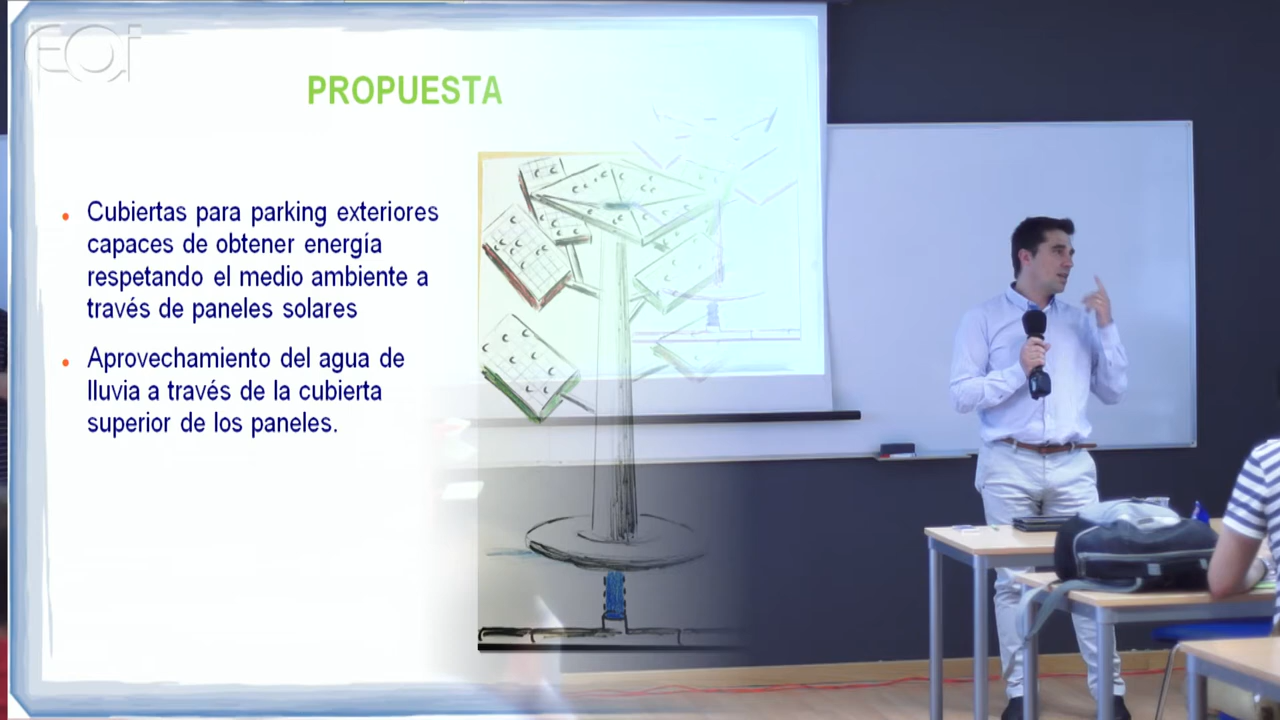 EOI
PROPUESTA
• Cubiertas para parking exteriores
capaces de obtener energía
respetando el medio ambiente a
través de paneles solares
• Aprovechamiento del agua de
lluvia a través de la cubierta
superior de los paneles.